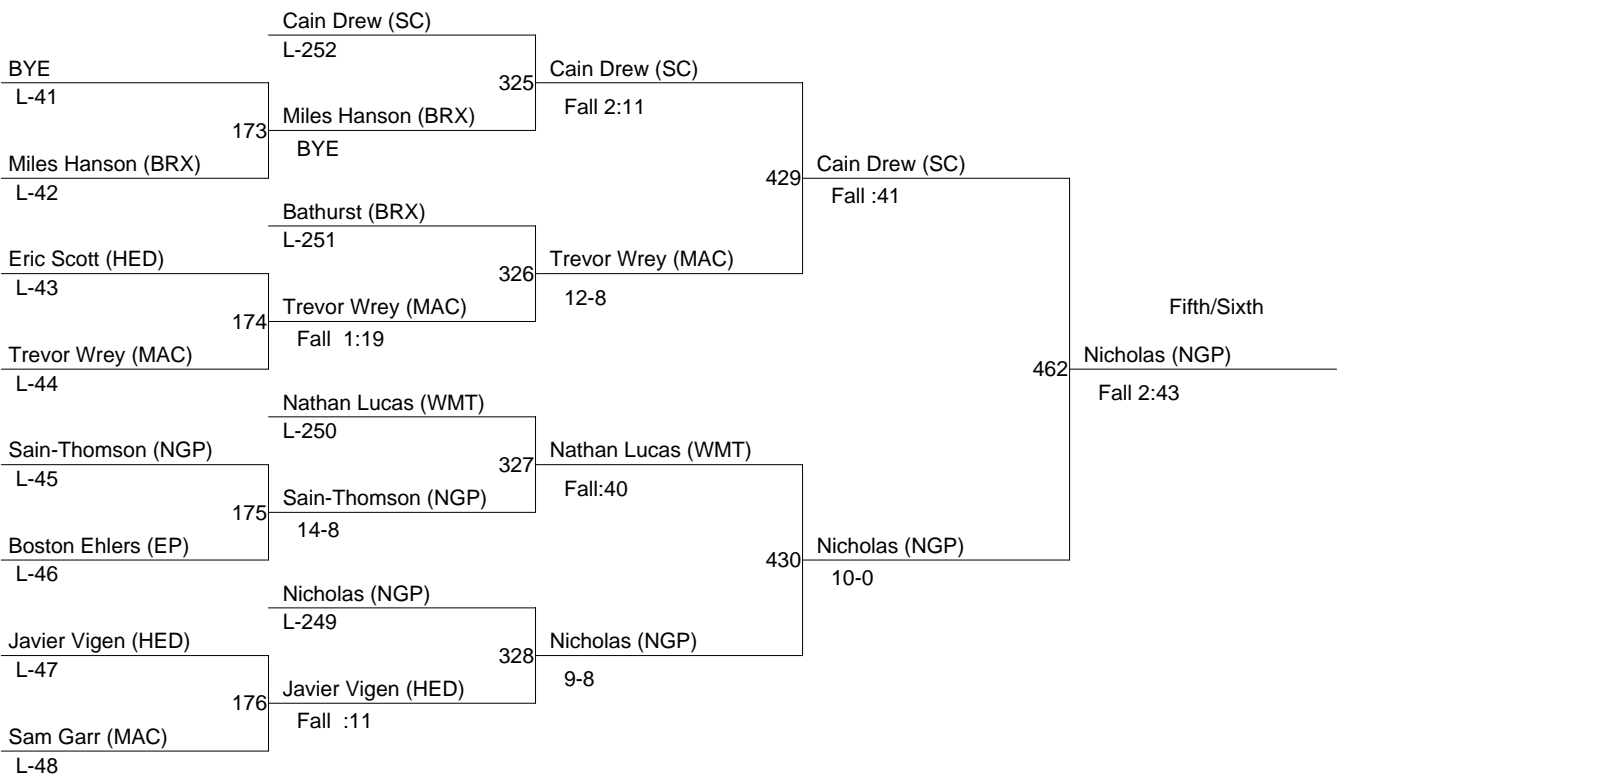 Cain Drew (SC)
L-252
BYE
L-41
325
Cain Drew (SC)
Fall 2:11
173
Miles Hanson (BRX)
BYE
Miles Hanson (BRX)
L-42
429
Cain Drew (SC)
Fall :41
Bathurst (BRX)
L-251
Eric Scott (HED)
L-43
326
Trevor Wrey (MAC)
12-8
174
Trevor Wrey (MAC)
Fall  1:19
Fifth/Sixth
Trevor Wrey (MAC)
L-44
462
Nicholas (NGP)
Fall 2:43
Nathan Lucas (WMT)
L-250
Sain-Thomson (NGP)
L-45
327
Nathan Lucas (WMT)
Fall:40
175
Sain-Thomson (NGP)
14-8
Boston Ehlers (EP)
L-46
430
Nicholas (NGP)
10-0
Nicholas (NGP)
L-249
Javier Vigen (HED)
L-47
328
Nicholas (NGP)
9-8
176
Javier Vigen (HED)
Fall  :11
Sam Garr (MAC)
L-48